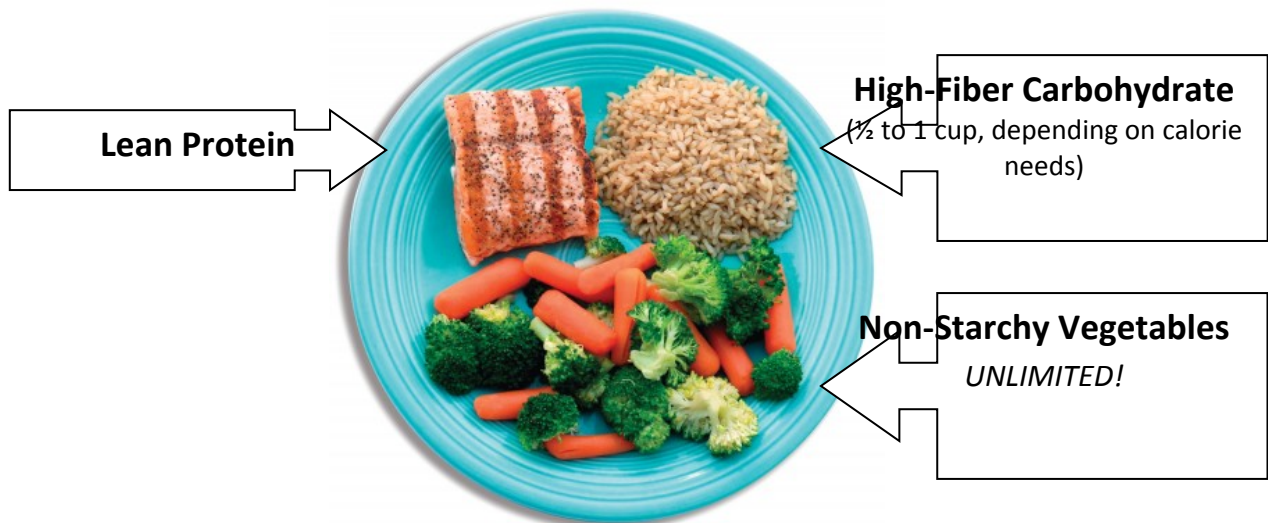 Lean Protein
High-Fiber Carbohydrate
(½ to 1 cup, depending on calorie
needs)
Non-Starchy Vegetables
UNLIMITED!